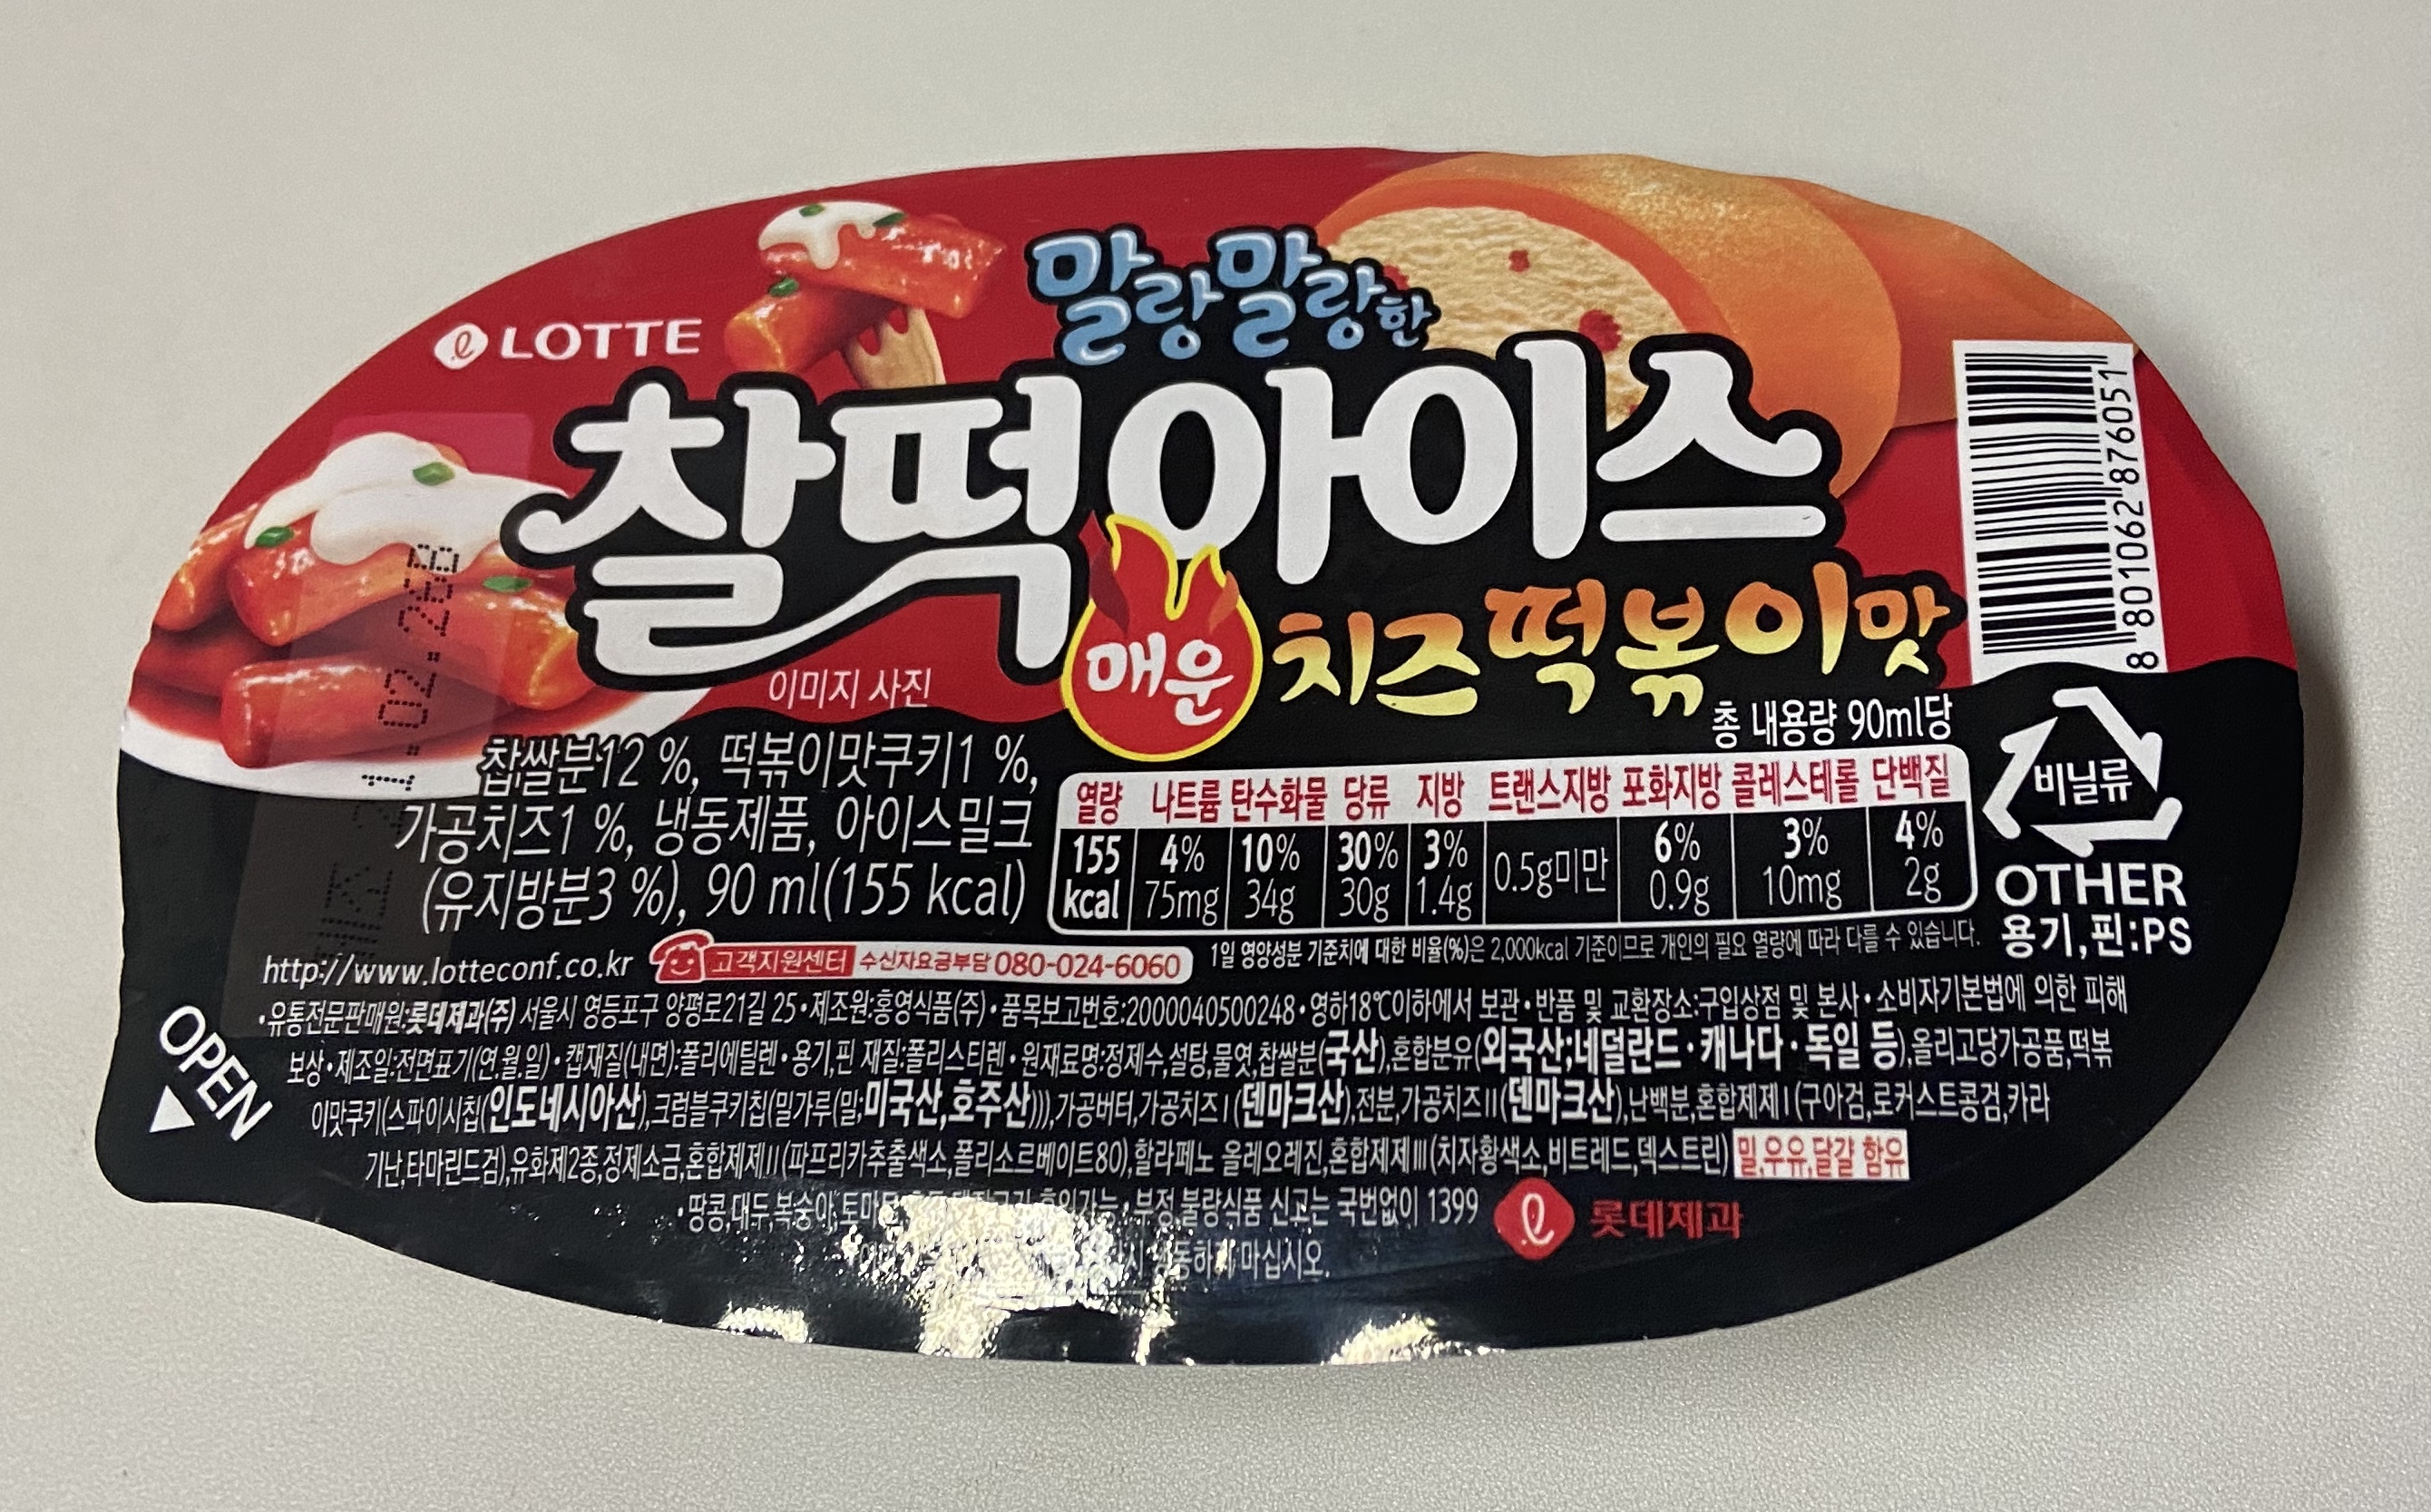 LOTTE
말랑말랑한
찰떡아이스
매운 치즈떡볶이맛
이미지 사진
총 내용량 90ml당
찹쌀분12 %, 떡볶이맛쿠키1 %,
가공치즈1 %, 냉동제품, 아이스밀크
(유지방분3 %), 90 ml(155 kcal)
열량 나트륨 탄수화물 당류 지방 트랜스지방 포화지방 콜레스테롤 단백질
155 4% 10% 30% 3% 0.5g미만 6% 3% 4%
kcal 75mg 34g 30g 1.4g 0.9g 10mg 2g
1일 영양성분 기준치에 대한 비율(%)은 2,000kcal 기준이므로 개인의 필요 열량에 따라 다를 수 있습니다.
8 801062 876051
비닐류
OTHER
용기,핀:PS
http://www.lotteconf.co.kr 고객지원센터 수신자요금부담 080-024-6060
OPEN
•유통전문판매원:롯데제과(주) 서울시 영등포구 양평로21길 25•제조원:홍영식품(주)•품목보고번호:2000040500248•영하18℃이하에서 보관•반품 및 교환장소:구입상점 및 본사•소비자기본법에 의한 피해
보상•제조일:전면표기(연.월.일)•캡재질(내면):폴리에틸렌•용기,핀 재질:폴리스티렌•원재료명:정제수,설탕,물엿,찹쌀분(국산),혼합분유(외국산;네덜란드·캐나다·독일 등),올리고당가공품,떡볶
이맛쿠키(스파이시칩(인도네시아산),크럼블쿠키칩(밀가루(밀;미국산,호주산))),가공버터,가공치즈Ⅰ(덴마크산),전분,가공치즈Ⅱ(덴마크산),난백분,혼합제제Ⅰ(구아검,로커스트콩검,카라
기난,타마린드검),유화제2종,정제소금,혼합제제Ⅱ(파프리카추출색소,폴리소르베이트80),할라페노 올레오레진,혼합제제Ⅲ(치자황색소,비트레드,덱스트린) 밀,우유,달걀 함유
•땅콩,대두,복숭아, 혼입가능•부정,불량식품 신고는 국번없이 1399
롯데제과
마십시오.